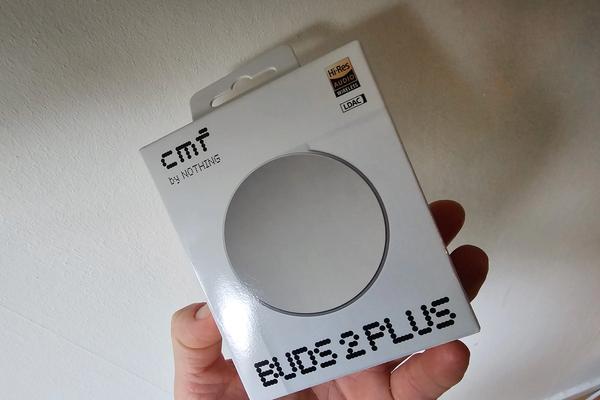 Hi-Res
AUDIO
WIRELESS
LDAC
cmf
by NOTHING
BUDS 2 PLUS